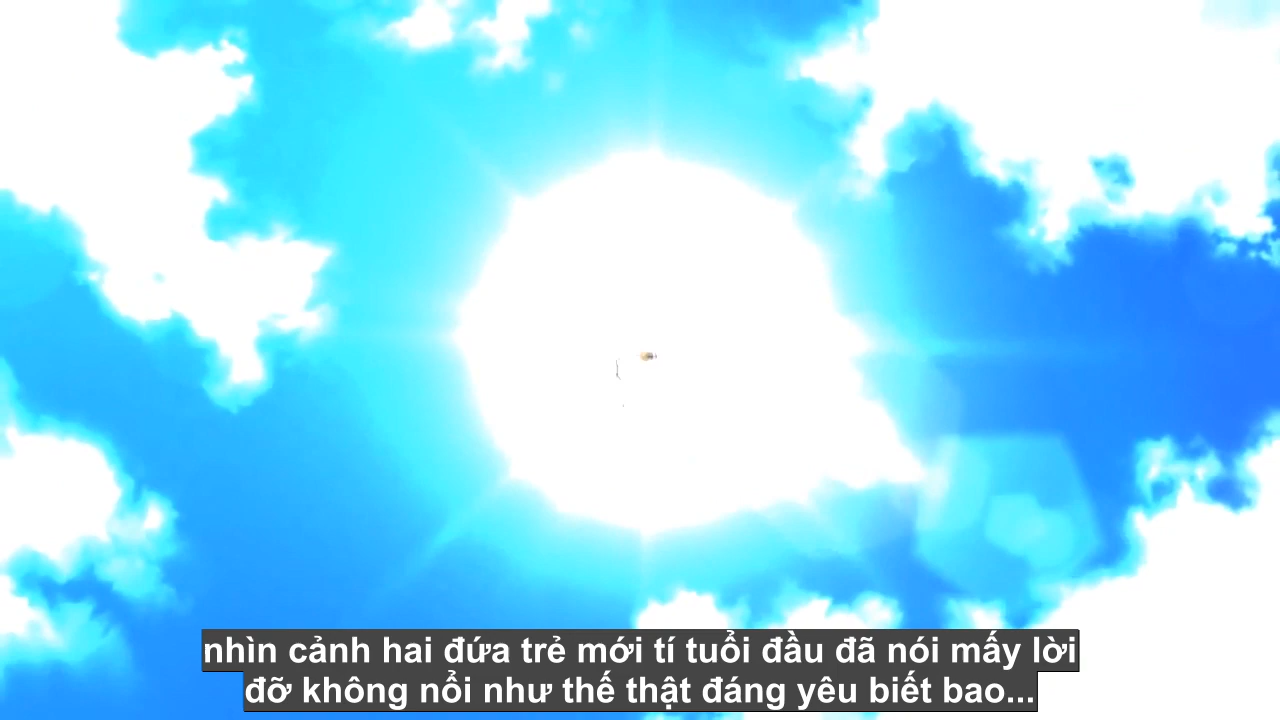 nhìn cảnh hai đứa trẻ mới tí tuổi đầu đã nói mấy lời
đỡ không nổi như thế thật đáng yêu biết bao...